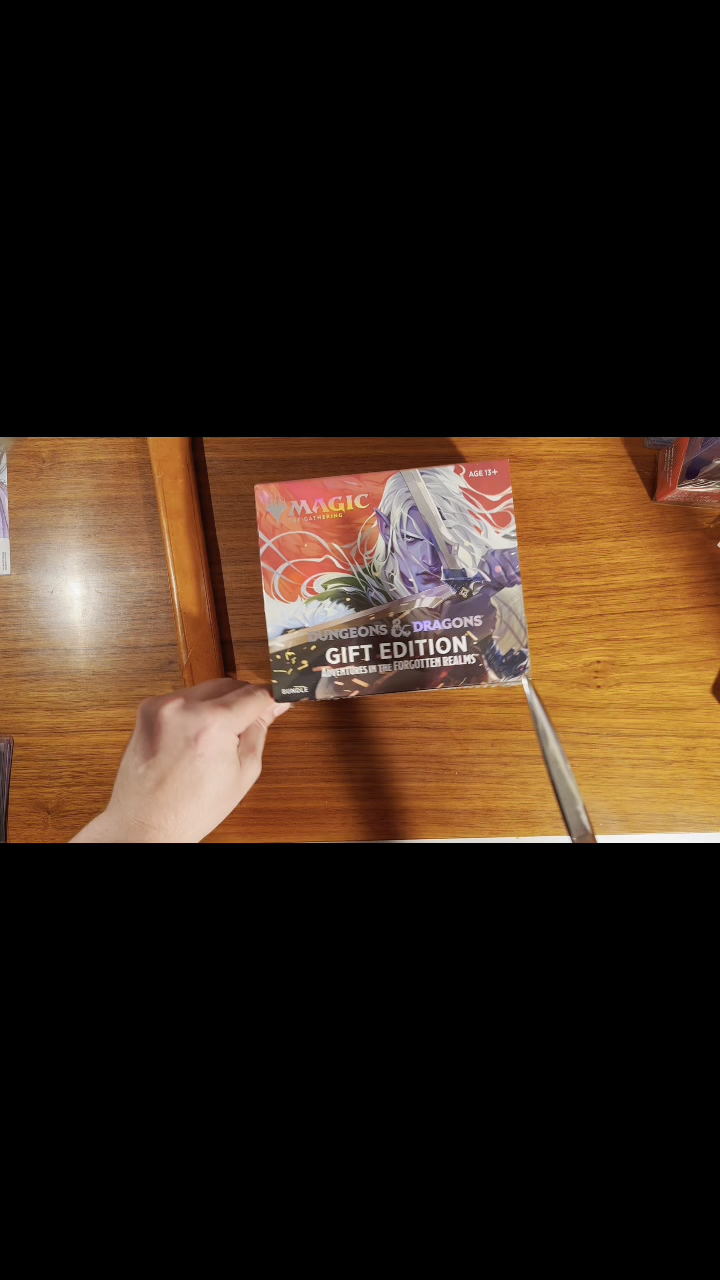 AGE 13+
MAGIC
THE GATHERING
DUNGEONS & DRAGONS
GIFT EDITION
ADVENTURES IN THE FORGOTTEN REALMS
BUNDLE